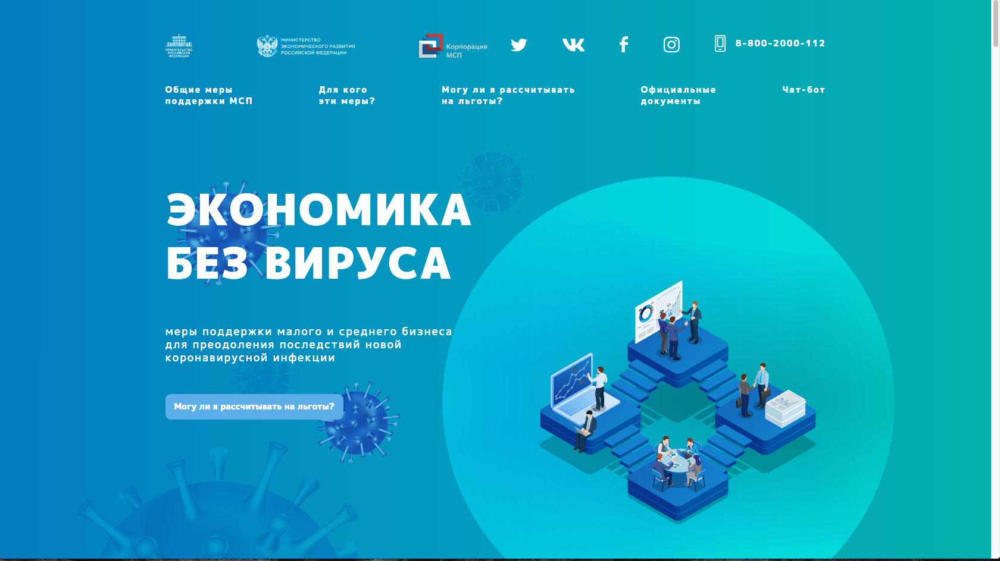 ПРАВИТЕЛЬСТВО
РОССИЙСКОЙ
ФЕДЕРАЦИИ
МИНИСТЕРСТВО
ЭКОНОМИЧЕСКОГО РАЗВИТИЯ
РОССИЙСКОЙ ФЕДЕРАЦИИ
Корпорация
МСП
8-800-2000-112
Общие меры
поддержки МСП
Для кого
эти меры?
Могу ли я рассчитывать
на льготы?
Официальные
документы
Чат-бот
ЭКОНОМИКА
БЕЗ ВИРУСА
меры поддержки малого и среднего бизнеса
для преодоления последствий новой
коронавирусной инфекции
Могу ли я рассчитывать на льготы?